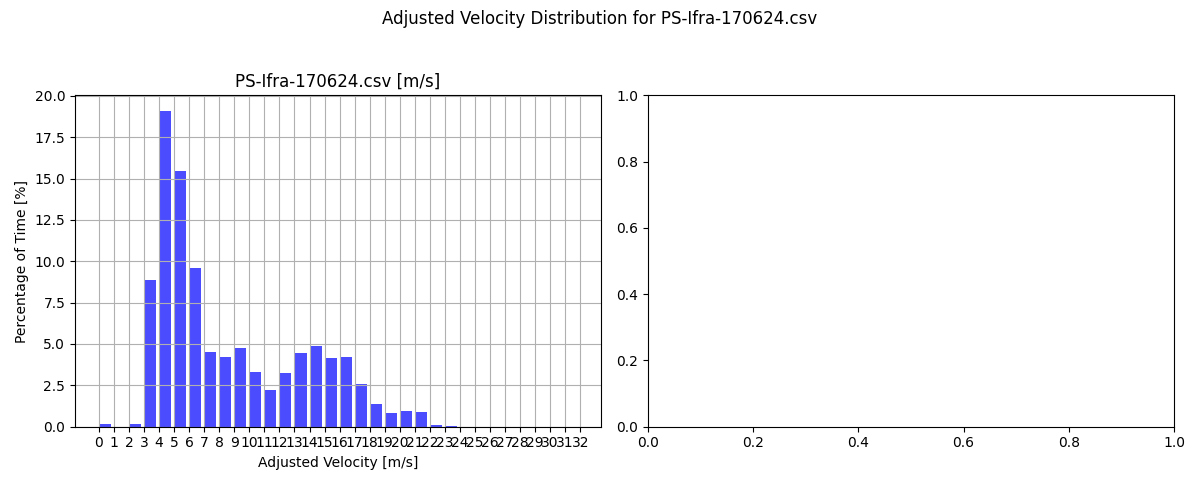 Adjusted Velocity Distribution for PS-Ifra-170624.csv
PS-Ifra-170624.csv [m/s]
Percentage of Time [%]
20.0
17.5
15.0
12.5
10.0
7.5
5.0
2.5
0.0
0 1 2 3 4 5 6 7 8 9 10 11 12 13 14 15 16 17 18 19 20 21 22 23 24 25 26 27 28 29 30 31 32
Adjusted Velocity [m/s]
1.0
0.8
0.6
0.4
0.2
0.0
0.0 0.2 0.4 0.6 0.8 1.0